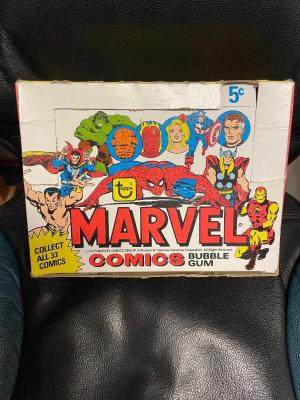 5¢
topps
MARVEL
COLLECT
ALL 33
COMICS
COMICS
BUBBLE
GUM